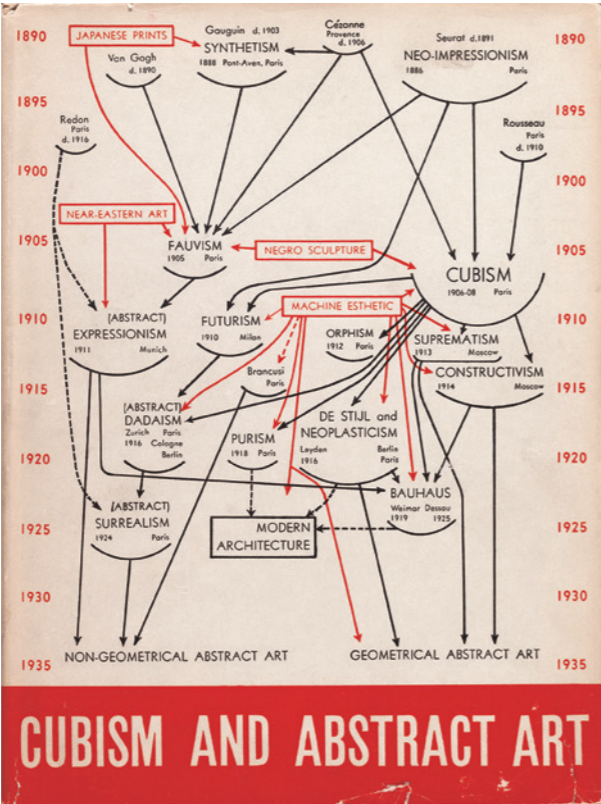 1890
JAPANESE PRINTS
Van Gogh
d. 1890
Gauguin d. 1903
SYNTHETISM
1888 Pont-Aven, Paris
Cézanne
Provence
d. 1906
Seurat d.1891
NEO-IMPRESSIONISM
1886 Paris
1890
1895
1895
Redon
Paris
d. 1916
Rousseau
Paris
d. 1910
1900
1900
NEAR-EASTERN ART
1905
FAUVISM
1905 Paris
NEGRO SCULPTURE
1905
CUBISM
1906-08 Paris
1910
(ABSTRACT)
EXPRESSIONISM
1911 Munich
FUTURISM
1910 Milan
MACHINE ESTHETIC
ORPHISM
1912 Paris
SUPREMATISM
1913 Moscow
1910
Brancusi
Paris
CONSTRUCTIVISM
1914 Moscow
1915
1915
(ABSTRACT)
DADAISM
Zurich Paris
1916 Cologne
Berlin
PURISM
1918 Paris
DE STIJL and
NEOPLASTICISM
Leyden Berlin
1916 Paris
1920
1920
BAUHAUS
Weimar Dessau
1919 1925
(ABSTRACT)
SURREALISM
1924 Paris
1925
MODERN
ARCHITECTURE
1925
1930
1930
1935
NON-GEOMETRICAL ABSTRACT ART
GEOMETRICAL ABSTRACT ART
1935
CUBISM AND ABSTRACT ART